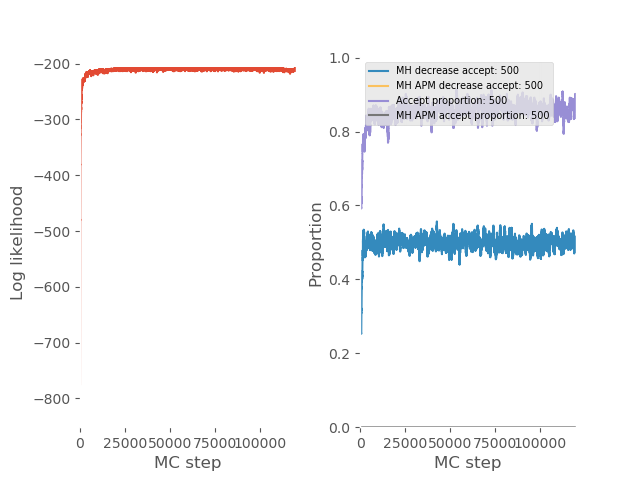 −200
−300
−400
−500
−600
−700
−800
0 25000 50000 75000 100000
MC step
Log likelihood
1.0
0.8
0.6
0.4
0.2
0.0
0 25000 50000 75000 100000
MC step
Proportion
MH decrease accept: 500
MH APM decrease accept: 500
Accept proportion: 500
MH APM accept proportion: 500